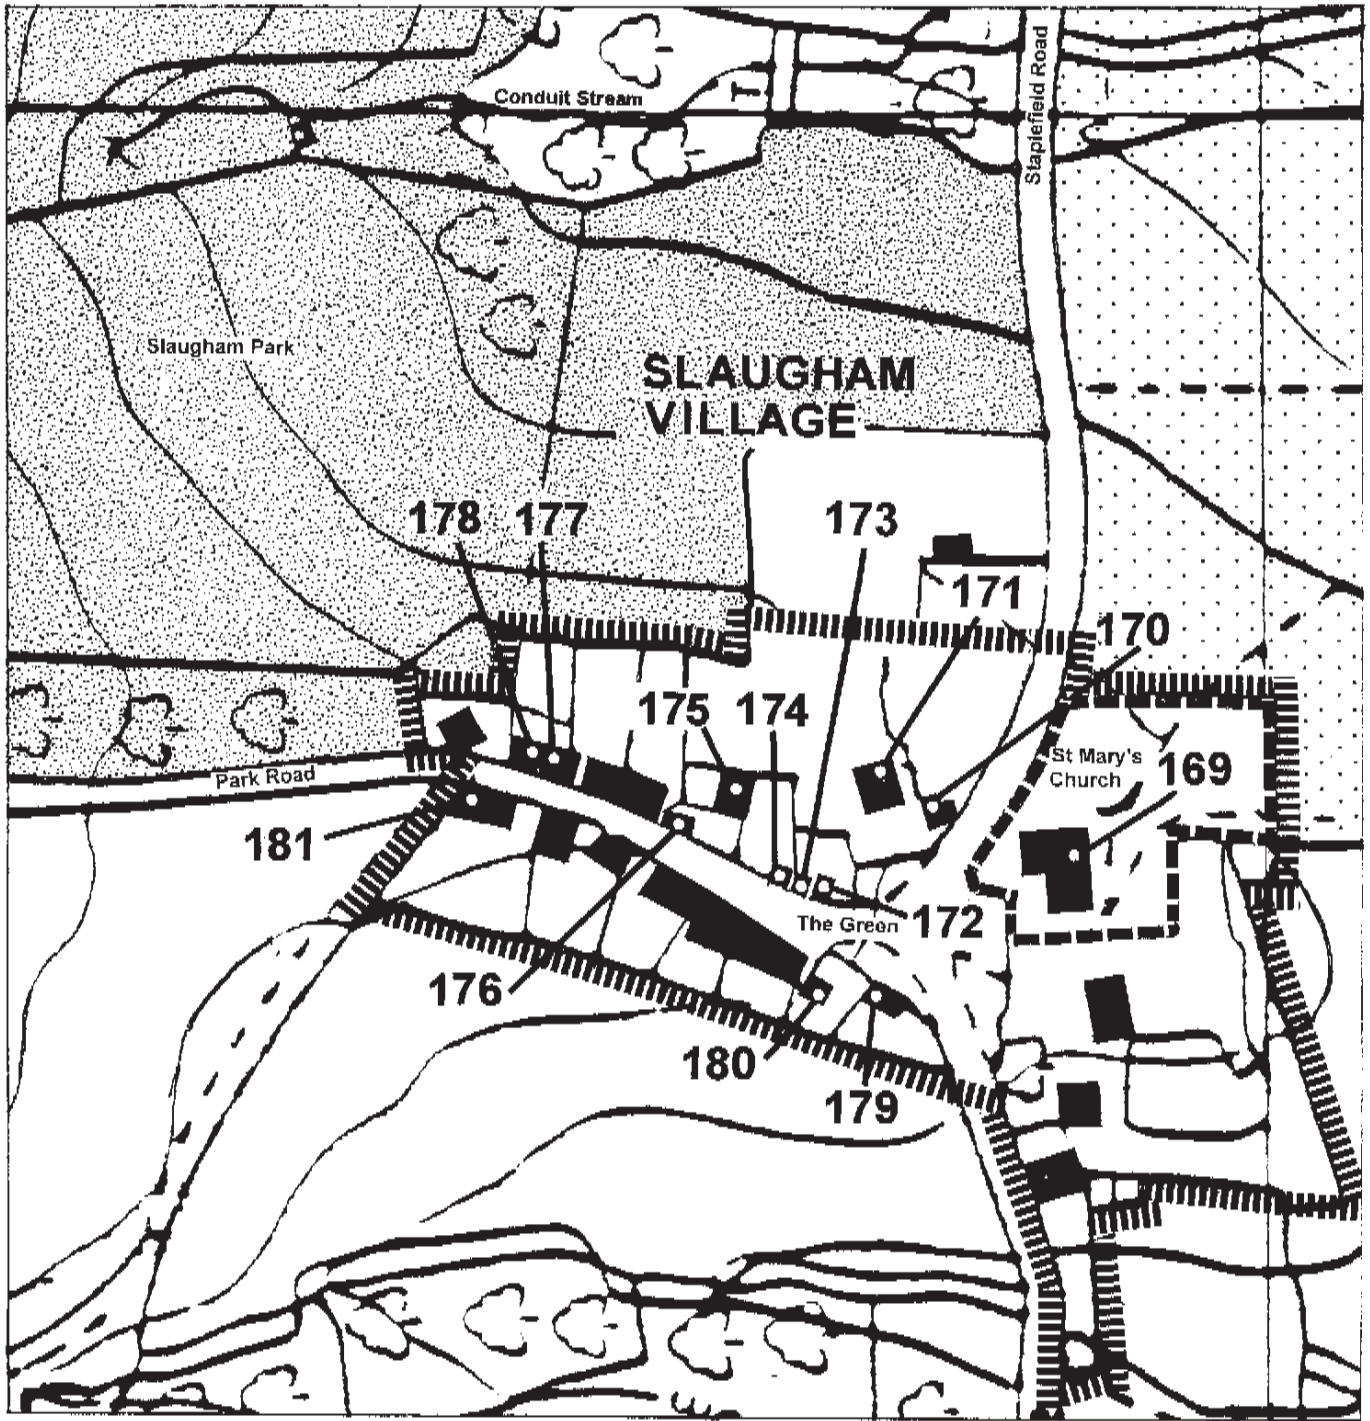 Staplefield Road
Conduit Stream
Slaugham Park
SLAUGHAM
VILLAGE
178
177
173
171
170
175
174
St Mary's
Church
169
Park Road
181
172
The Green
176
180
179